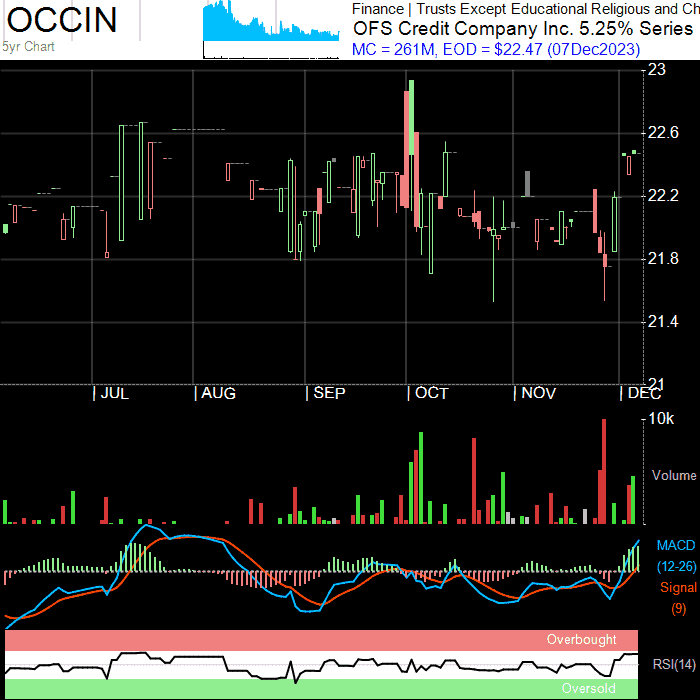 OCCIN
5yr Chart
Finance | Trusts Except Educational Religious and Ch
OFS Credit Company Inc. 5.25% Series
MC = 261M, EOD = $22.47 (07Dec2023)
23
22.6
22.2
21.8
21.4
21
| JUL | AUG | SEP | OCT | NOV | DEC
10k
Volume
MACD
(12-26)
Signal
(9)
Overbought
RSI(14)
Oversold